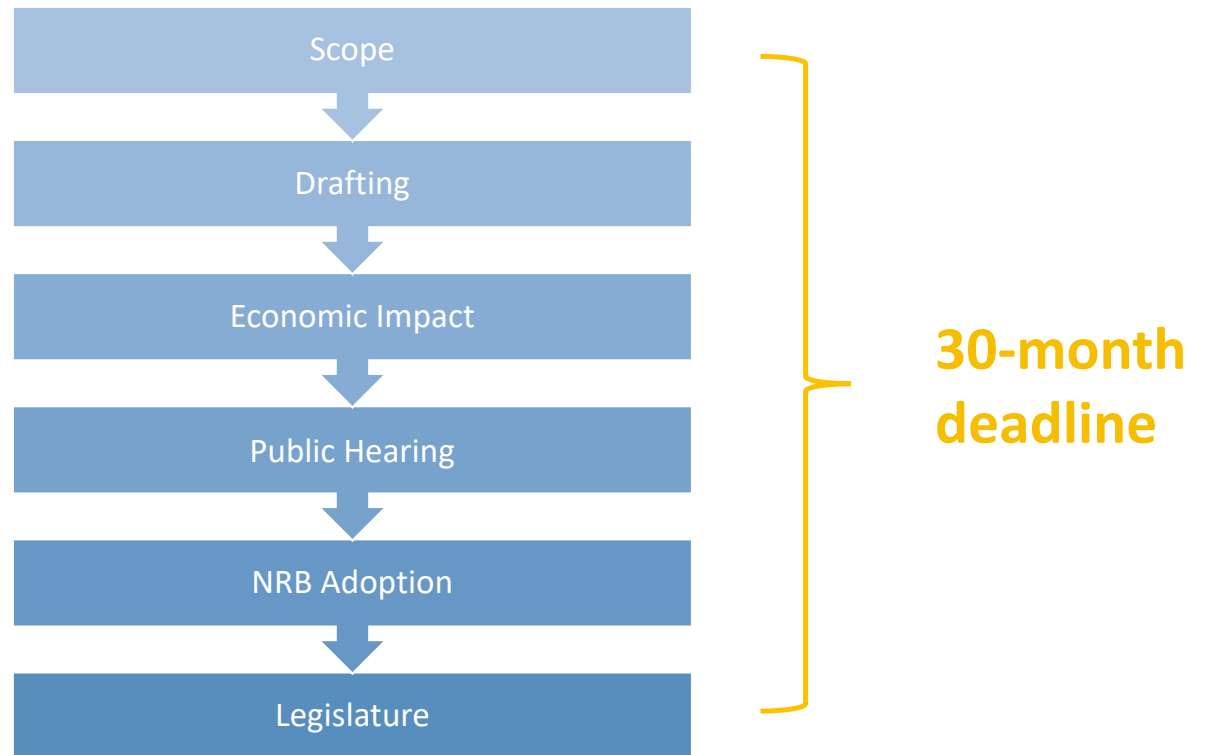 Scope
Drafting
Economic Impact
Public Hearing
NRB Adoption
Legislature
30-month
deadline